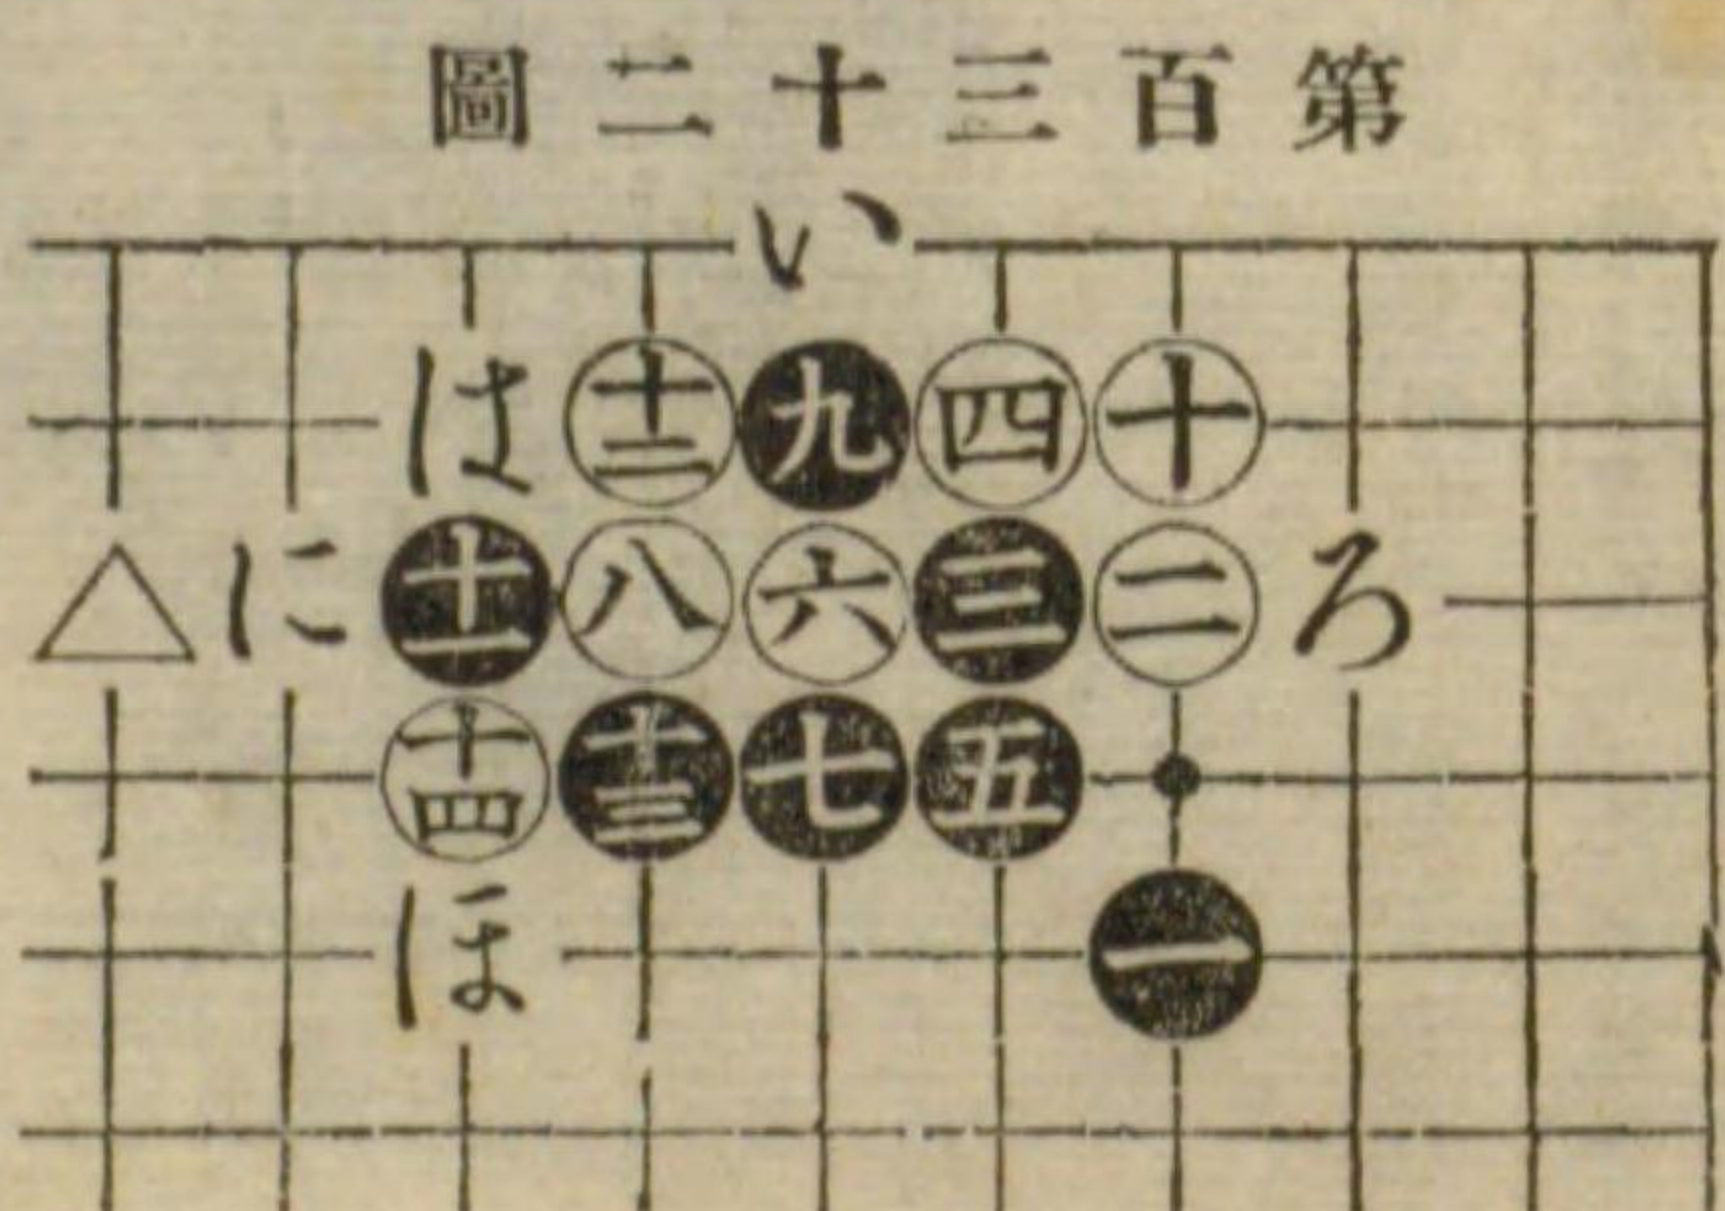 第百三十二圖
い
は 十二 九 四 十
△ に 十一 八 六 三 二 ろ
十四 十三 七 五
ほ 一